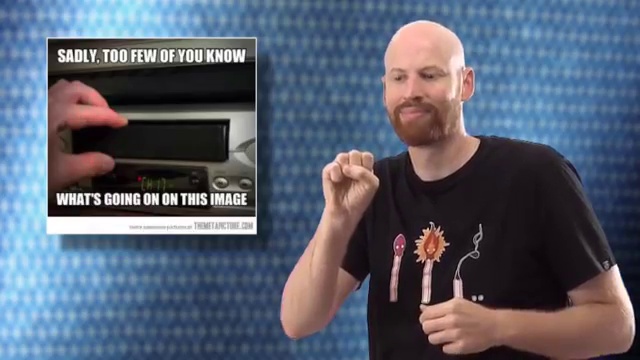 SADLY, TOO FEW OF YOU KNOW
WHAT'S GOING ON ON THIS IMAGE
THEMETAPICTURE.COM